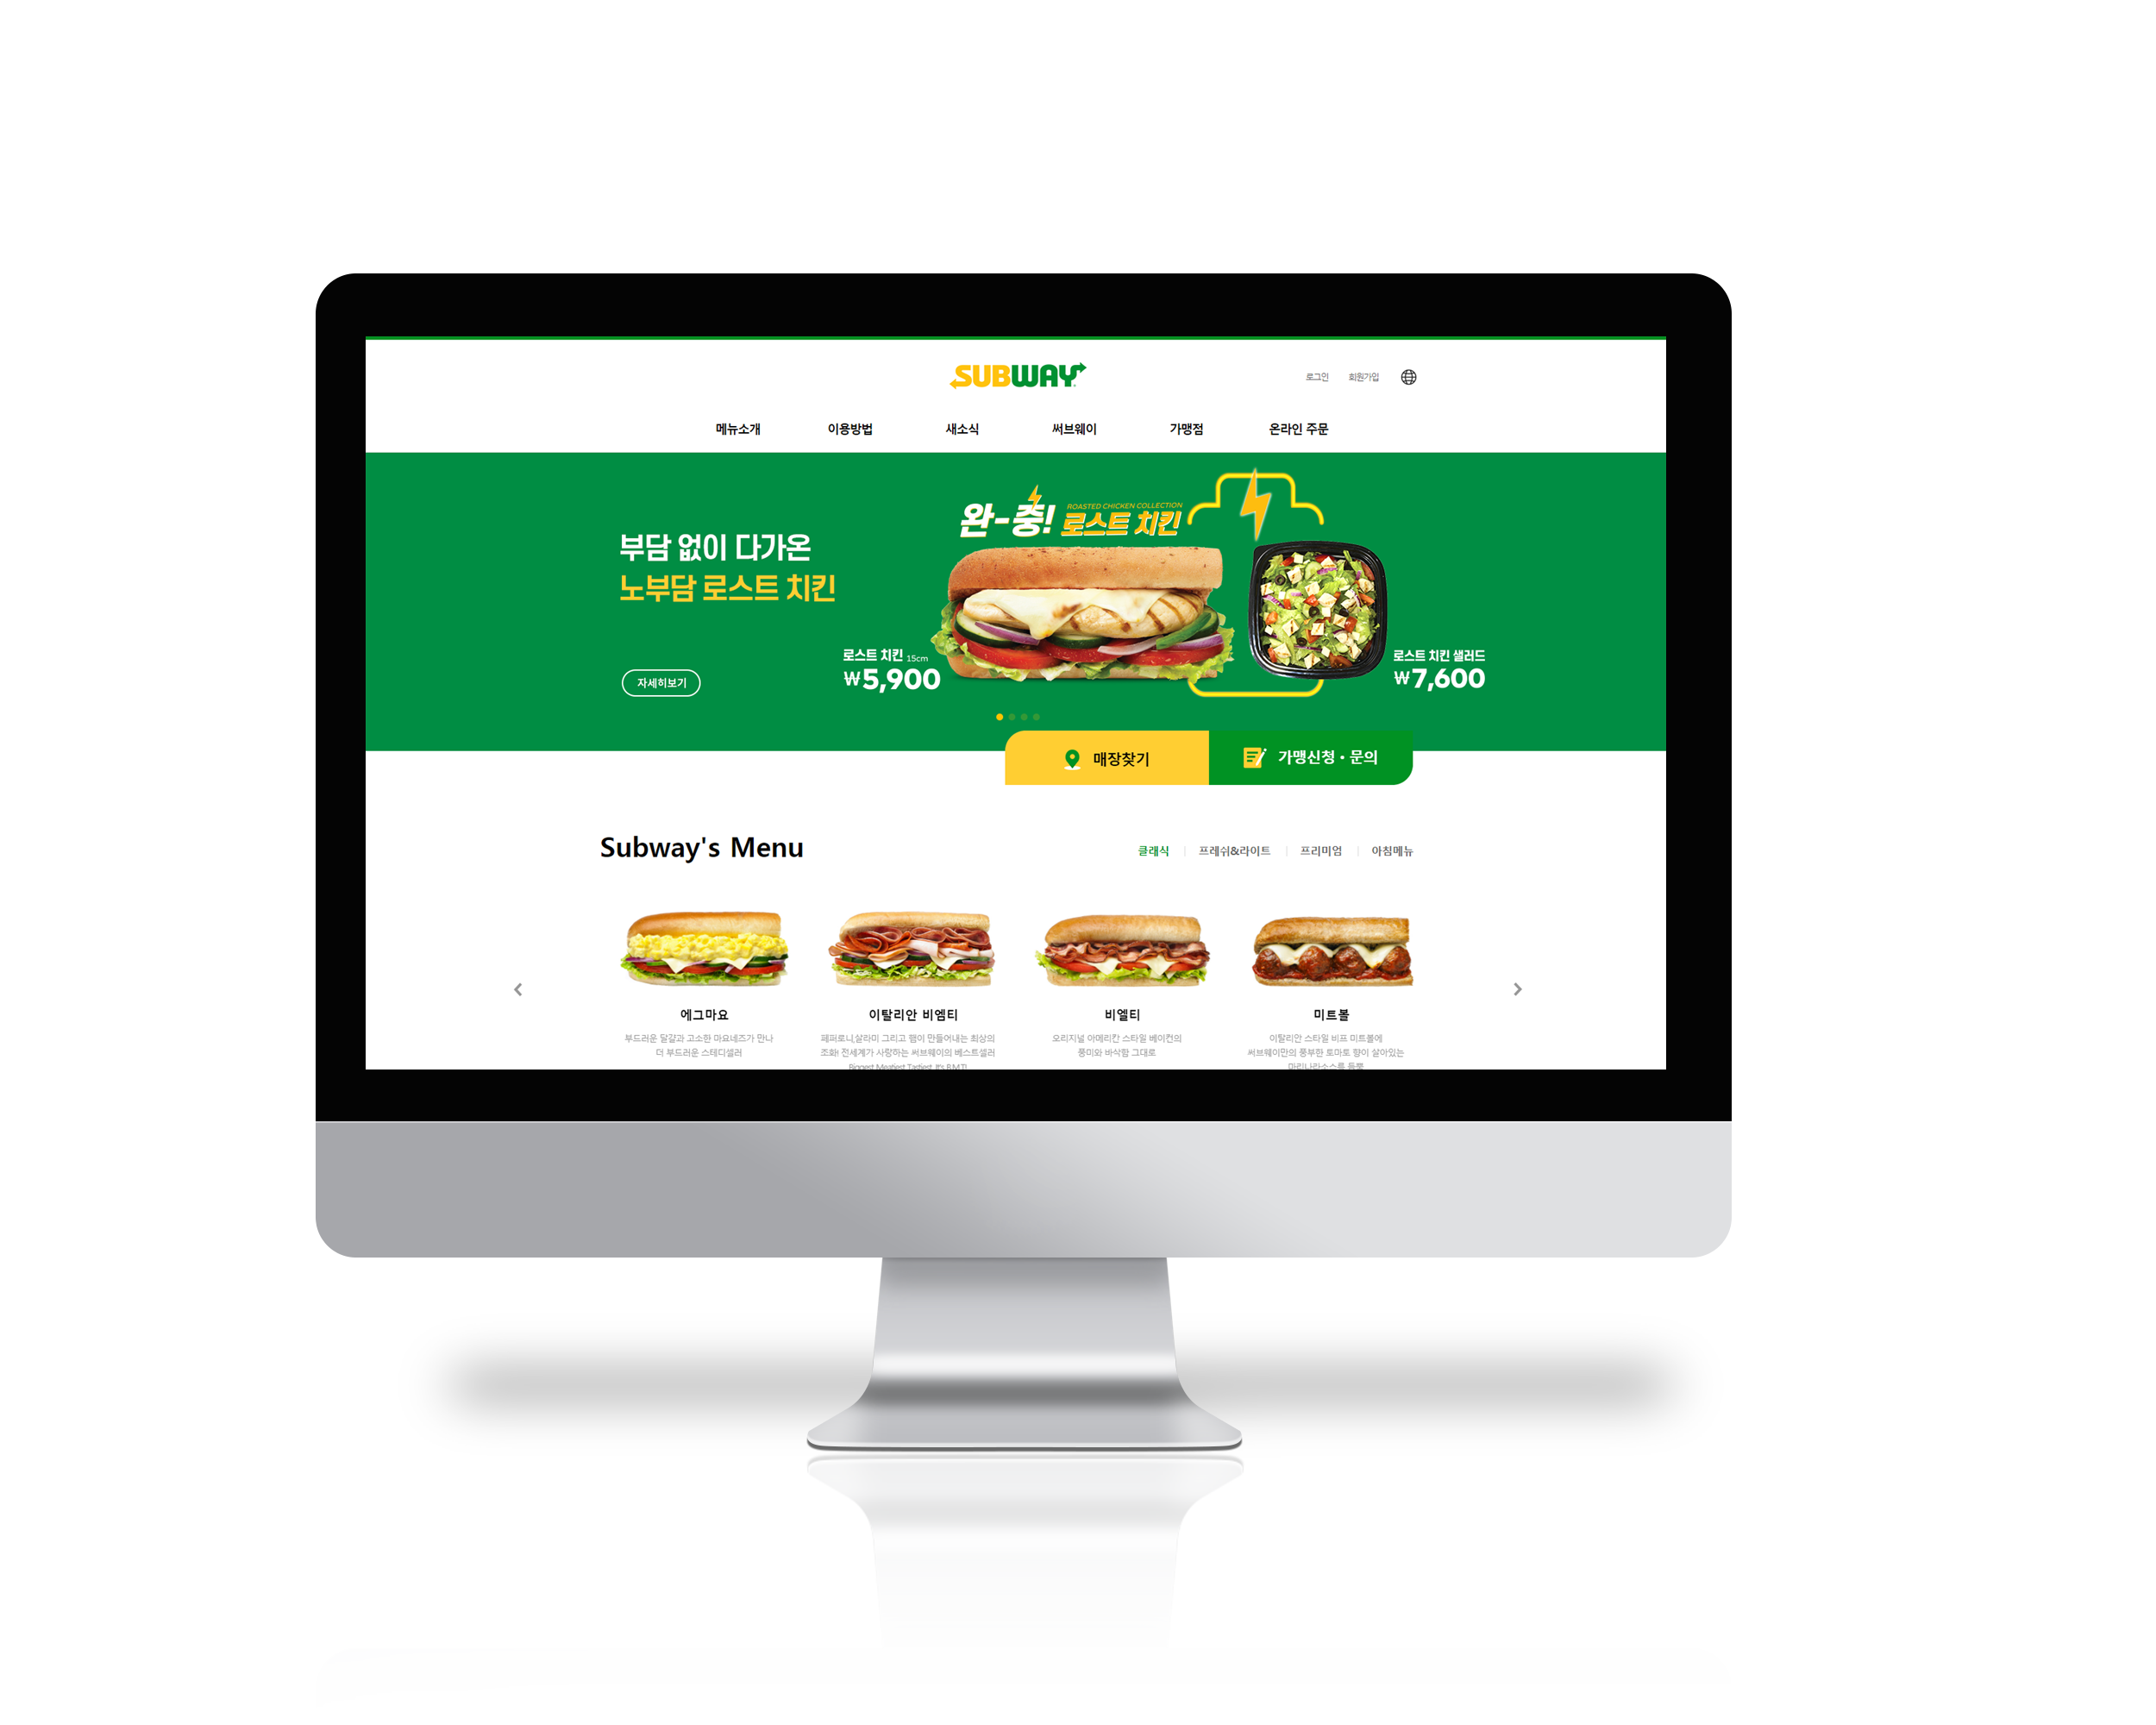 SUBWAY
로그인 회원가입
메뉴소개 이용방법 새소식 써브웨이 가맹점 온라인 주문
완-충! ROASTED CHICKEN COLLECTION
로스트 치킨
부담 없이 다가온
노부담 로스트 치킨
로스트 치킨 15cm
₩5,900
로스트 치킨 샐러드
₩7,600
자세히보기
매장찾기
가맹신청 • 문의
Subway's Menu
클래식 | 프레쉬&라이트 | 프리미엄 | 아침메뉴
에그마요
부드러운 달걀과 고소한 마요네즈가 만나
더 부드러운 스테디셀러
이탈리안 비엠티
페퍼로니,살라미 그리고 햄이 만들어내는 최상의
조화! 전세계가 사랑하는 써브웨이의 베스트셀러
Biggest Meatiest Tastiest, It's B.M.T!
비엘티
오리지널 아메리칸 스타일 베이컨의
풍미와 바삭함 그대로
미트볼
이탈리안 스타일 비프 미트볼에
써브웨이만의 풍부한 토마토 향이 살아있는
마리나라소스를 듬뿍